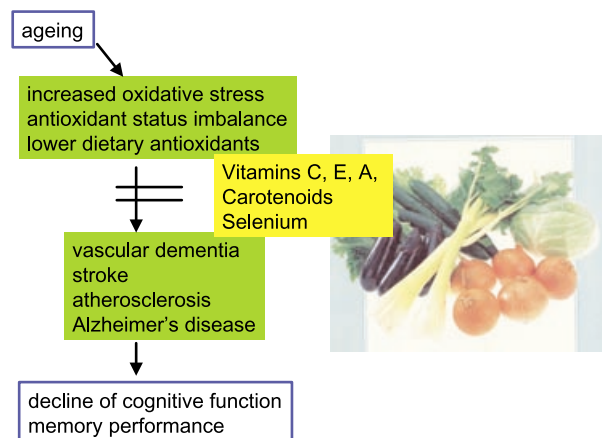 ageing
increased oxidative stress
antioxidant status imbalance
lower dietary antioxidants
Vitamins C, E, A,
Carotenoids
Selenium
vascular dementia
stroke
atherosclerosis
Alzheimer’s disease
decline of cognitive function
memory performance